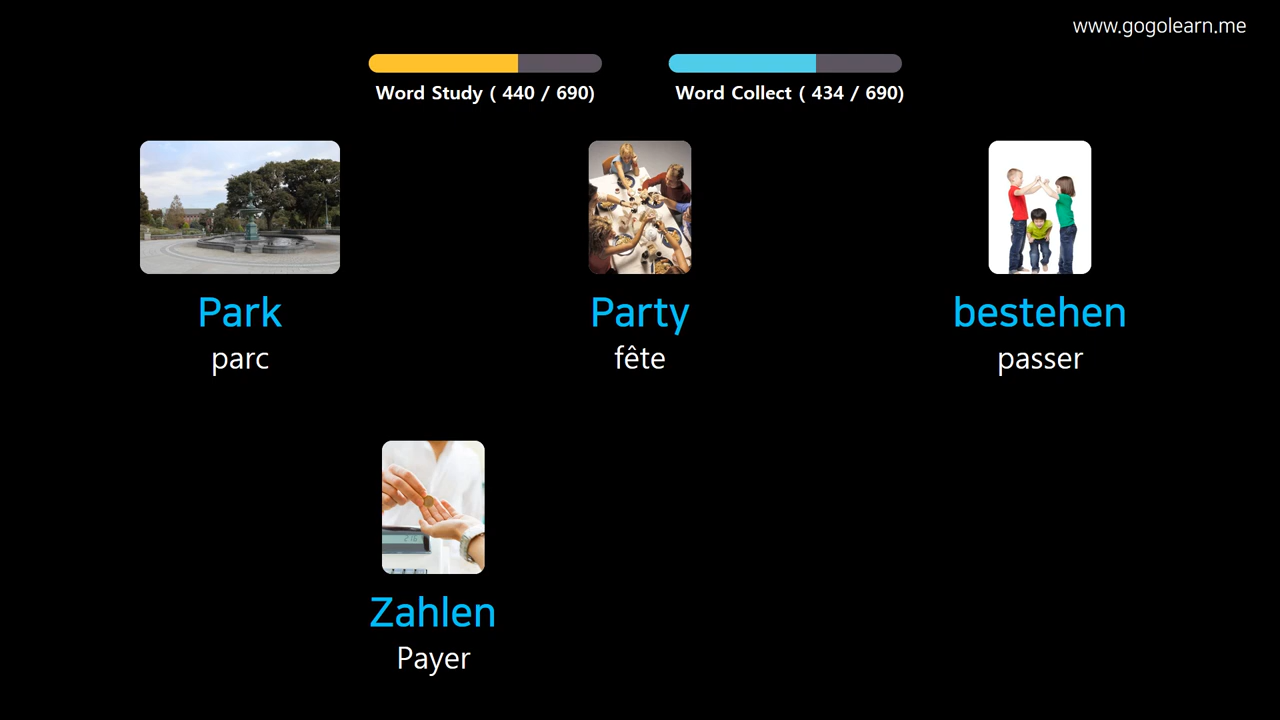 www.gogolearn.me
Word Study ( 440 / 690)
Word Collect ( 434 / 690)
Park
parc
Party
fête
bestehen
passer
Zahlen
Payer